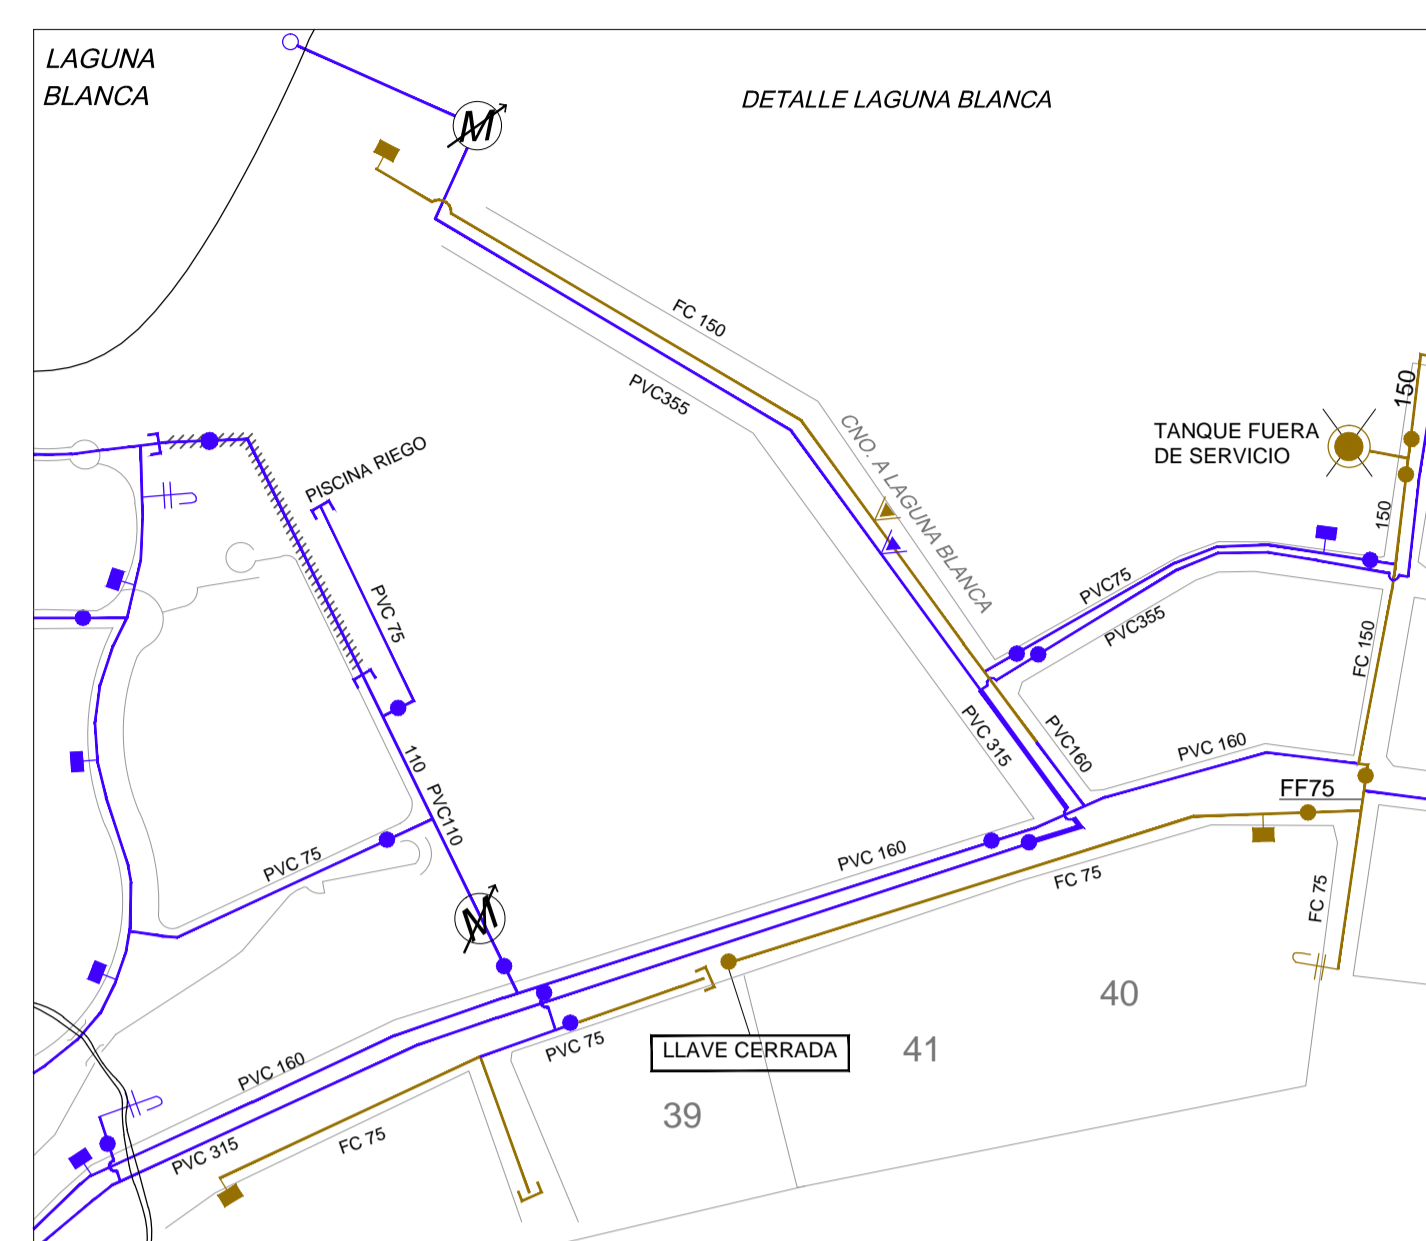 LAGUNA
BLANCA
DETALLE LAGUNA BLANCA
M
FC 150
PVC355
150
CNO. A LAGUNA BLANCA
TANQUE FUERA
DE SERVICIO
PISCINA RIEGO
150
PVC75
PVC 75
PVC355
FC 150
PVC 315
PVC160
PVC 160
110
PVC110
FF75
PVC 75
PVC 160
FC 75
FC 75
M
40
PVC 75
LLAVE CERRADA
41
PVC 160
39
PVC 315
FC 75